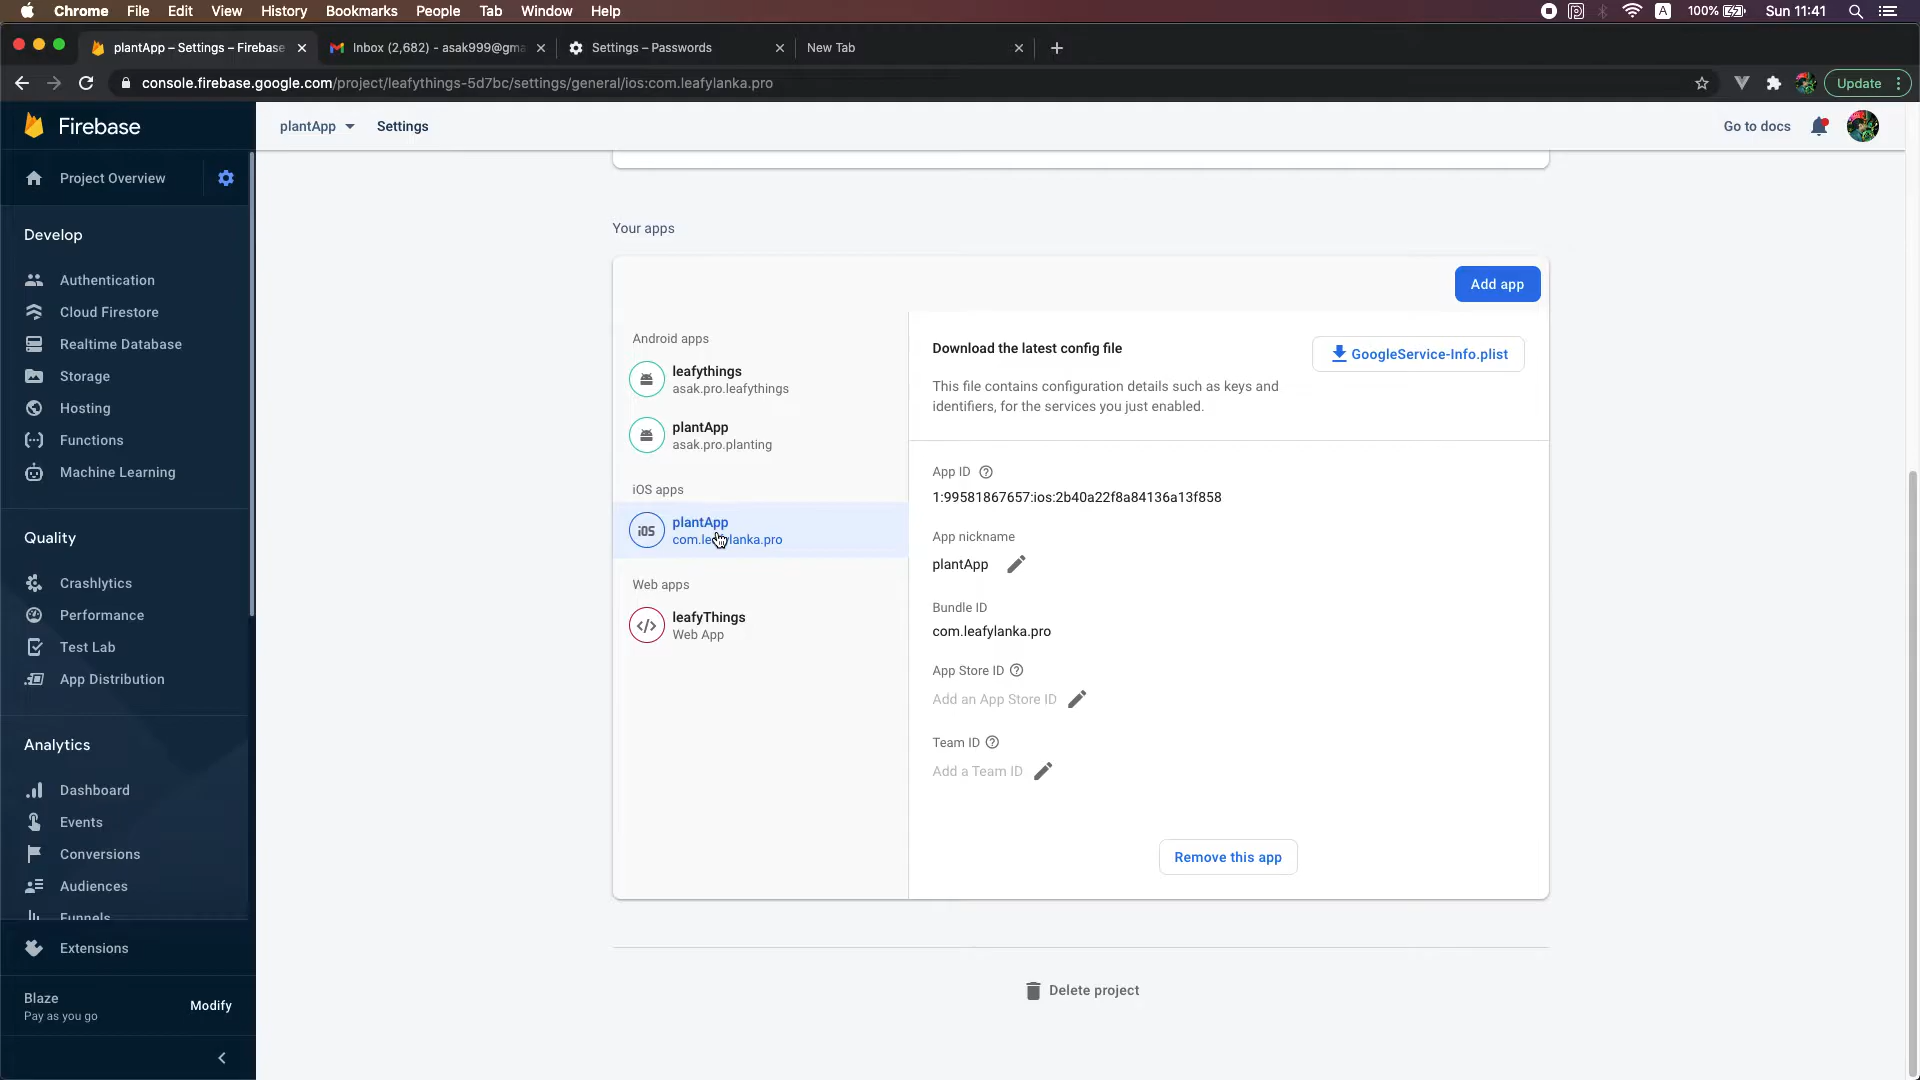 Chrome File Edit View History Bookmarks People Tab Window Help
A 100% Sun 11:41
plantApp – Settings – Firebase
Inbox (2,682) - asak999@gma
Settings – Passwords
New Tab
console.firebase.google.com/project/leafythings-5d7bc/settings/general/ios:com.leafylanka.pro
Update
Firebase
plantApp
Settings
Go to docs
Project Overview
Develop
Authentication
Cloud Firestore
Realtime Database
Storage
Hosting
Functions
Machine Learning
Quality
Crashlytics
Performance
Test Lab
App Distribution
Analytics
Dashboard
Events
Conversions
Audiences
Funnels
Extensions
Blaze
Pay as you go
Modify
Your apps
Add app
Android apps
leafythings
asak.pro.leafythings
plantApp
asak.pro.planting
iOS apps
iOS
plantApp
com.leafylanka.pro
Web apps
leafyThings
Web App
Download the latest config file
GoogleService-Info.plist
This file contains configuration details such as keys and
identifiers, for the services you just enabled.
App ID
1:99581867657:ios:2b40a22f8a84136a13f858
App nickname
plantApp
Bundle ID
com.leafylanka.pro
App Store ID
Add an App Store ID
Team ID
Add a Team ID
Remove this app
Delete project